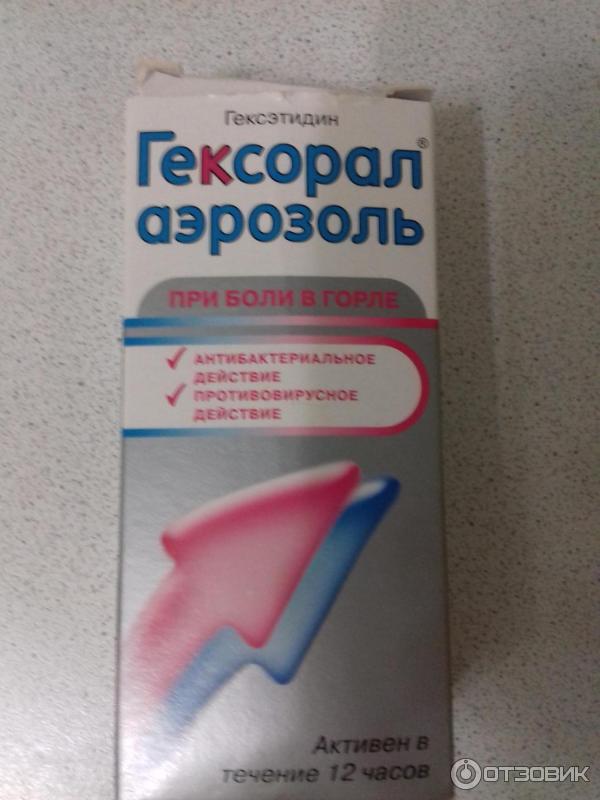 Гексэтидин
Гексорал®
аэрозоль
ПРИ БОЛИ В ГОРЛЕ
АНТИБАКТЕРИАЛЬНОЕ
ДЕЙСТВИЕ
ПРОТИВОВИРУСНОЕ
ДЕЙСТВИЕ
Активен в
течение 12 часов
ОТЗОВИК